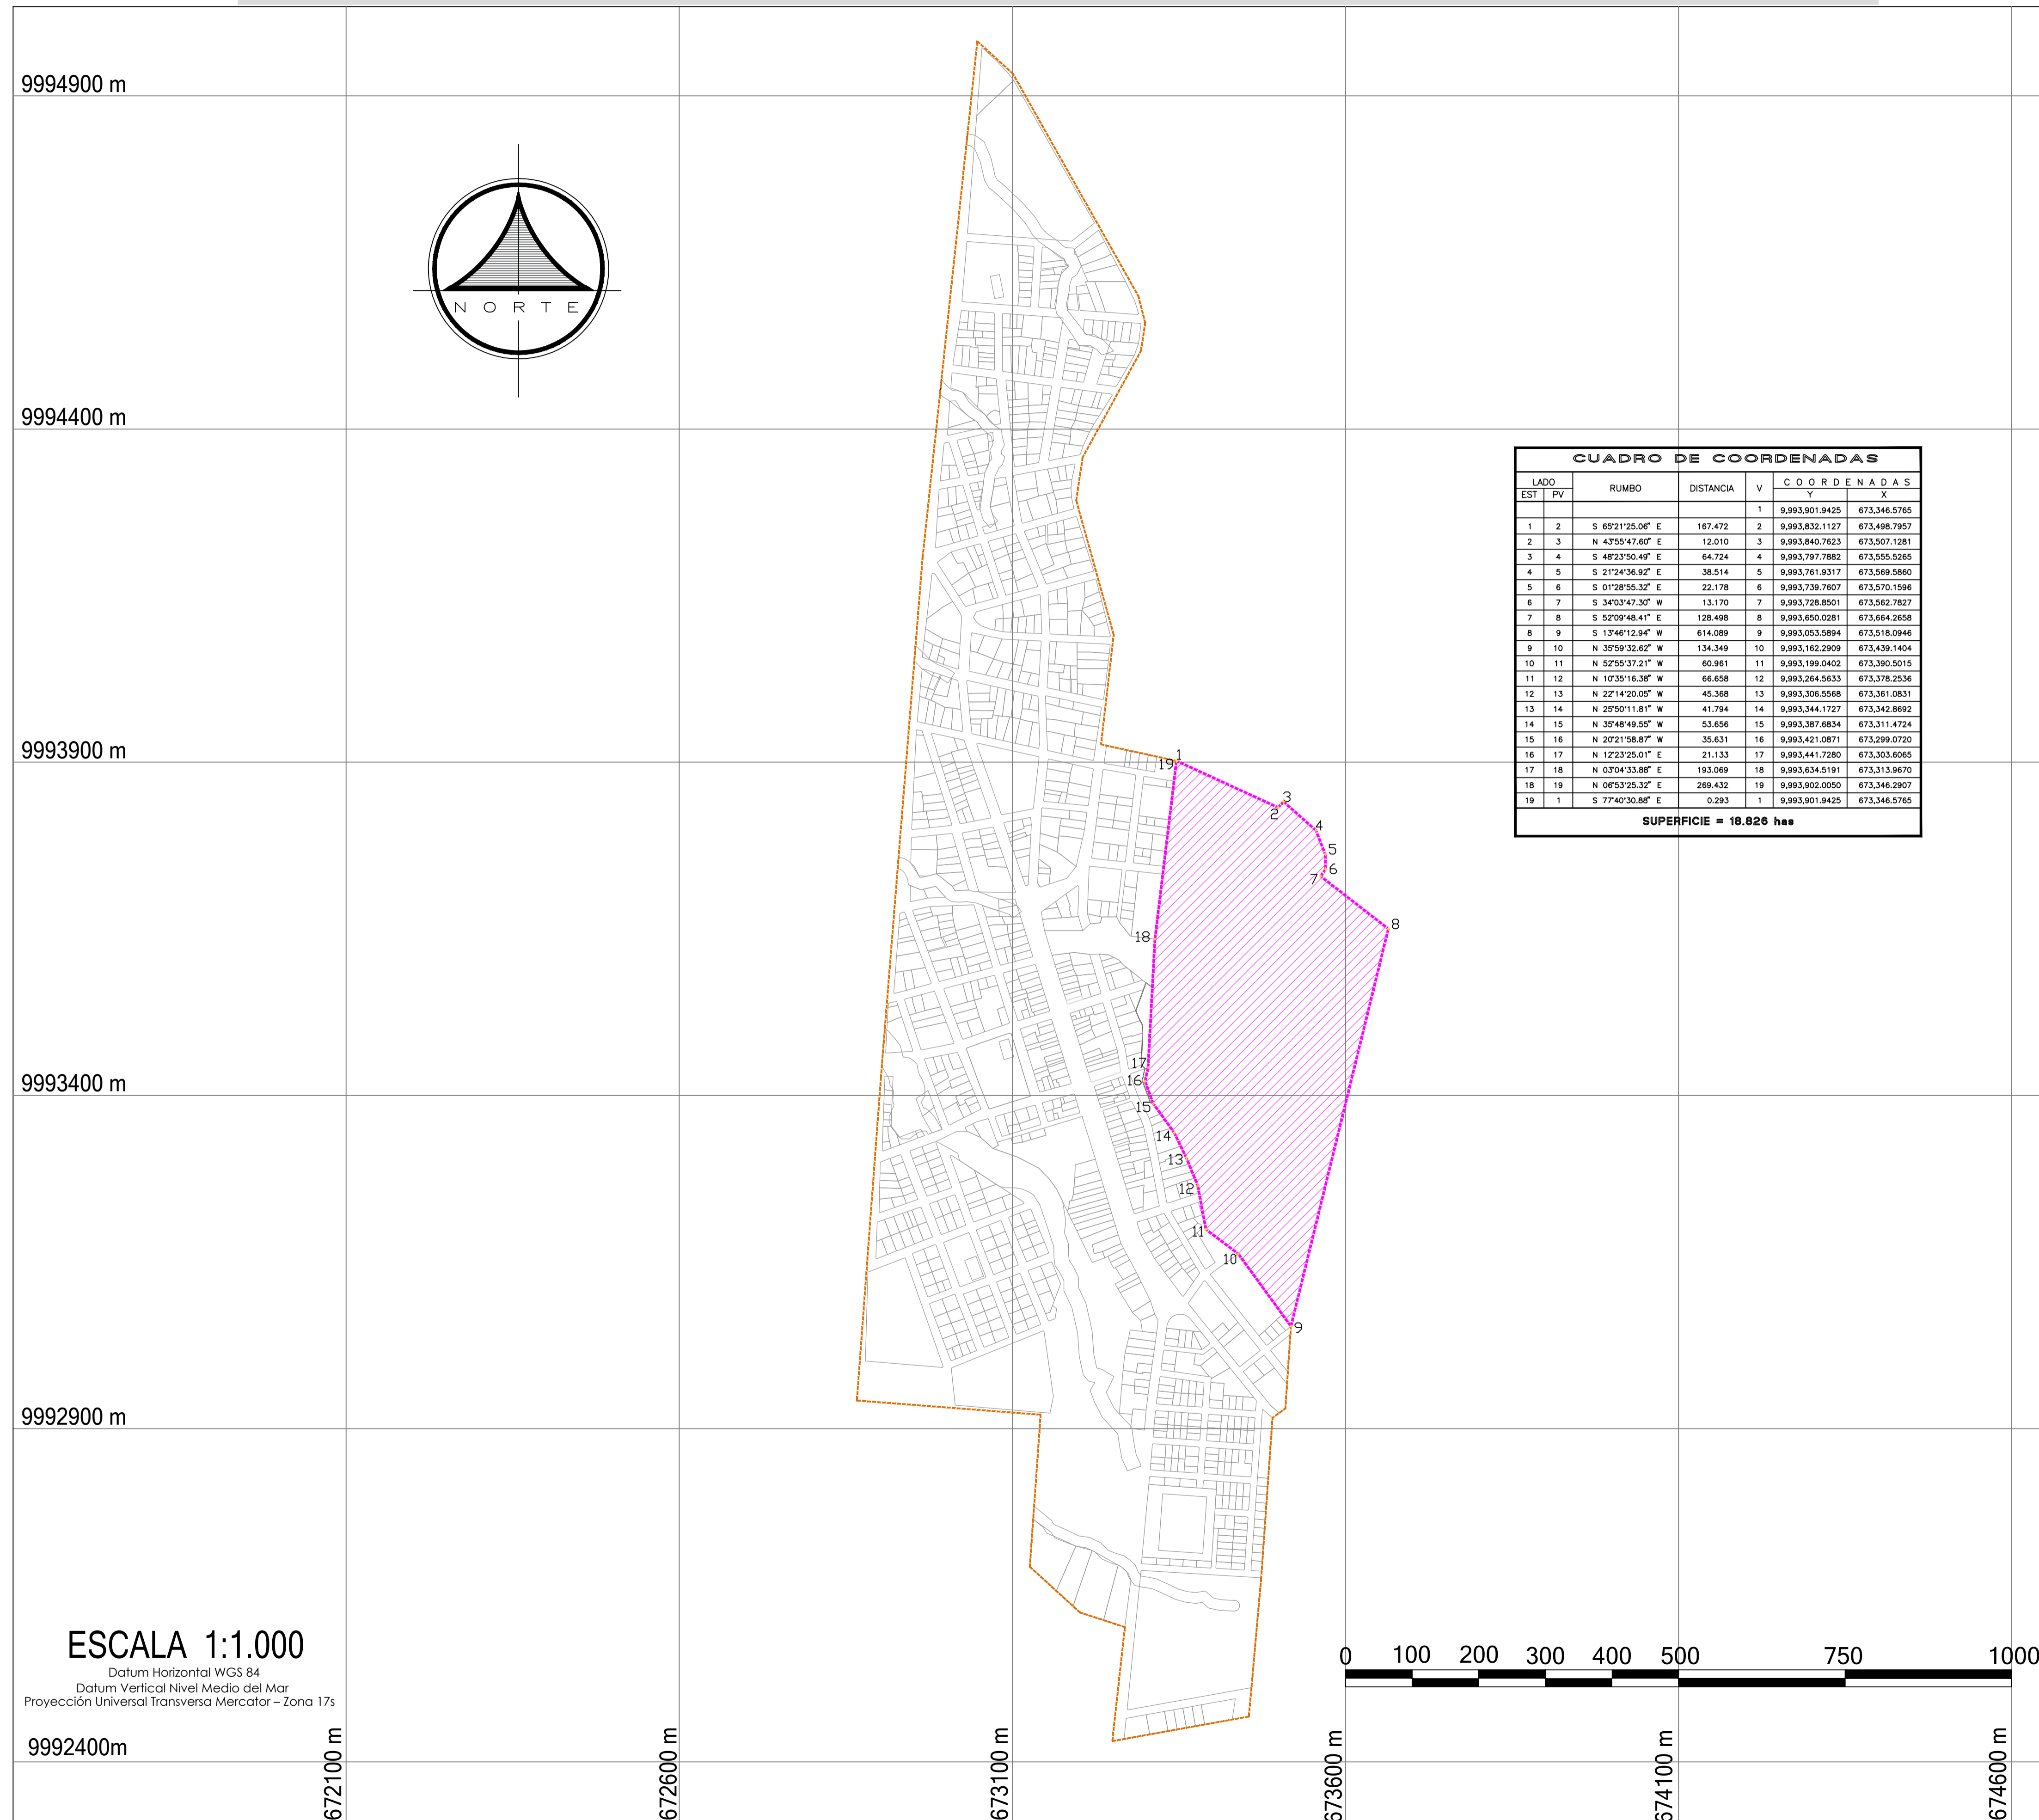 9994900 m
N O R T E
9994400 m
CUADRO DE COORDENADAS
LADO RUMBO DISTANCIA V C O O R D E N A D A S
EST PV Y X
1 9,993,901.9425 673,346.5765
1 2 S 65°21'25.06" E 167.472 2 9,993,832.1127 673,498.7957
2 3 N 43°55'47.60" E 12.010 3 9,993,840.7623 673,507.1281
3 4 S 48°23'50.49" E 64.724 4 9,993,797.7882 673,555.5265
4 5 S 21°24'36.92" E 38.514 5 9,993,761.9317 673,569.5860
5 6 S 01°28'55.32" E 22.178 6 9,993,739.7607 673,570.1596
6 7 S 34°03'47.30" W 13.170 7 9,993,728.8501 673,562.7827
7 8 S 52°09'48.41" E 128.498 8 9,993,650.0281 673,664.2658
8 9 S 13°46'12.94" W 614.089 9 9,993,053.5894 673,518.0946
9 10 N 35°59'32.62" W 134.349 10 9,993,162.2909 673,439.1404
10 11 N 52°55'37.21" W 60.961 11 9,993,199.0402 673,390.5015
11 12 N 10°35'16.38" W 66.658 12 9,993,264.5633 673,378.2536
12 13 N 22°14'20.05" W 45.368 13 9,993,306.5568 673,361.0831
13 14 N 25°50'11.81" W 41.794 14 9,993,344.1727 673,342.8692
14 15 N 35°48'49.55" W 53.656 15 9,993,387.6834 673,311.4724
15 16 N 20°21'58.87" W 35.631 16 9,993,421.0871 673,299.0720
16 17 N 12°23'25.01" E 21.133 17 9,993,441.7280 673,303.6065
17 18 N 03°04'33.88" E 193.069 18 9,993,634.5191 673,313.9670
18 19 N 06°53'25.32" E 269.432 19 9,993,902.0050 673,346.2907
19 1 S 77°40'30.88" E 0.293 1 9,993,901.9425 673,346.5765
SUPERFICIE = 18.826 has
9993900 m
1
19
3
2
4
5
6
7
8
18
17
9993400 m
16
15
14
13
12
11
10
9
9992900 m
ESCALA 1:1.000
Datum Horizontal WGS 84
Datum Vertical Nivel Medio del Mar
Proyección Universal Transversa Mercator – Zona 17s
0 100 200 300 400 500 750 1000
9992400m
672100 m
672600 m
673100 m
673600 m
674100 m
674600 m